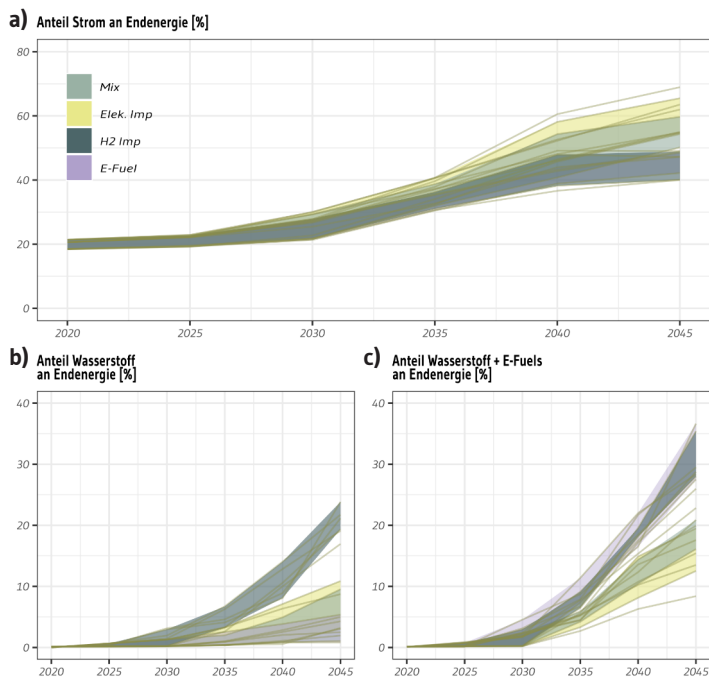 a) Anteil Strom an Endenergie [%]
80
60
40
20
0
Mix
Elek. Imp
H2 Imp
E-Fuel
2020 2025 2030 2035 2040 2045
b) Anteil Wasserstoff
an Endenergie [%]
40
30
20
10
0
2020 2025 2030 2035 2040 2045
c) Anteil Wasserstoff + E-Fuels
an Endenergie [%]
40
30
20
10
0
2020 2025 2030 2035 2040 2045